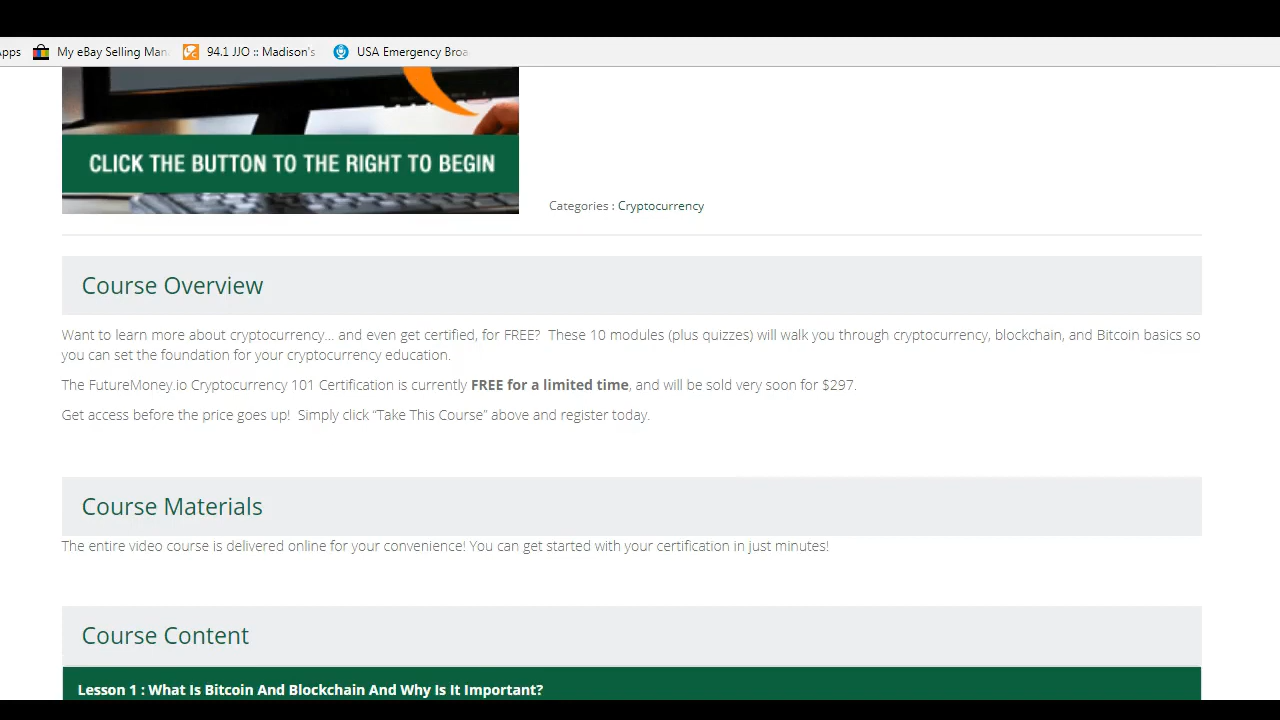 pps My eBay Selling Man 94.1 JJO :: Madison's USA Emergency Broa
CLICK THE BUTTON TO THE RIGHT TO BEGIN
Categories : Cryptocurrency
Course Overview
Want to learn more about cryptocurrency... and even get certified, for FREE?  These 10 modules (plus quizzes) will walk you through cryptocurrency, blockchain, and Bitcoin basics so
you can set the foundation for your cryptocurrency education.
The FutureMoney.io Cryptocurrency 101 Certification is currently FREE for a limited time, and will be sold very soon for $297.
Get access before the price goes up!  Simply click “Take This Course” above and register today.
Course Materials
The entire video course is delivered online for your convenience! You can get started with your certification in just minutes!
Course Content
Lesson 1 : What Is Bitcoin And Blockchain And Why Is It Important?